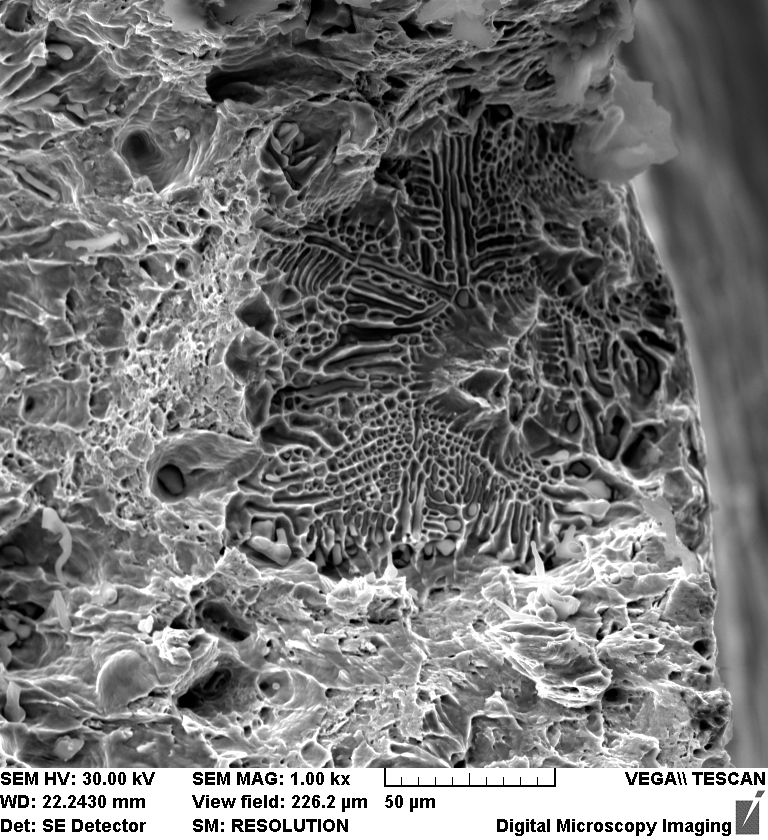 SEM HV: 30.00 kV SEM MAG: 1.00 kx VEGA\\ TESCAN
WD: 22.2430 mm View field: 226.2 µm 50 µm
Det: SE Detector SM: RESOLUTION Digital Microscopy Imaging